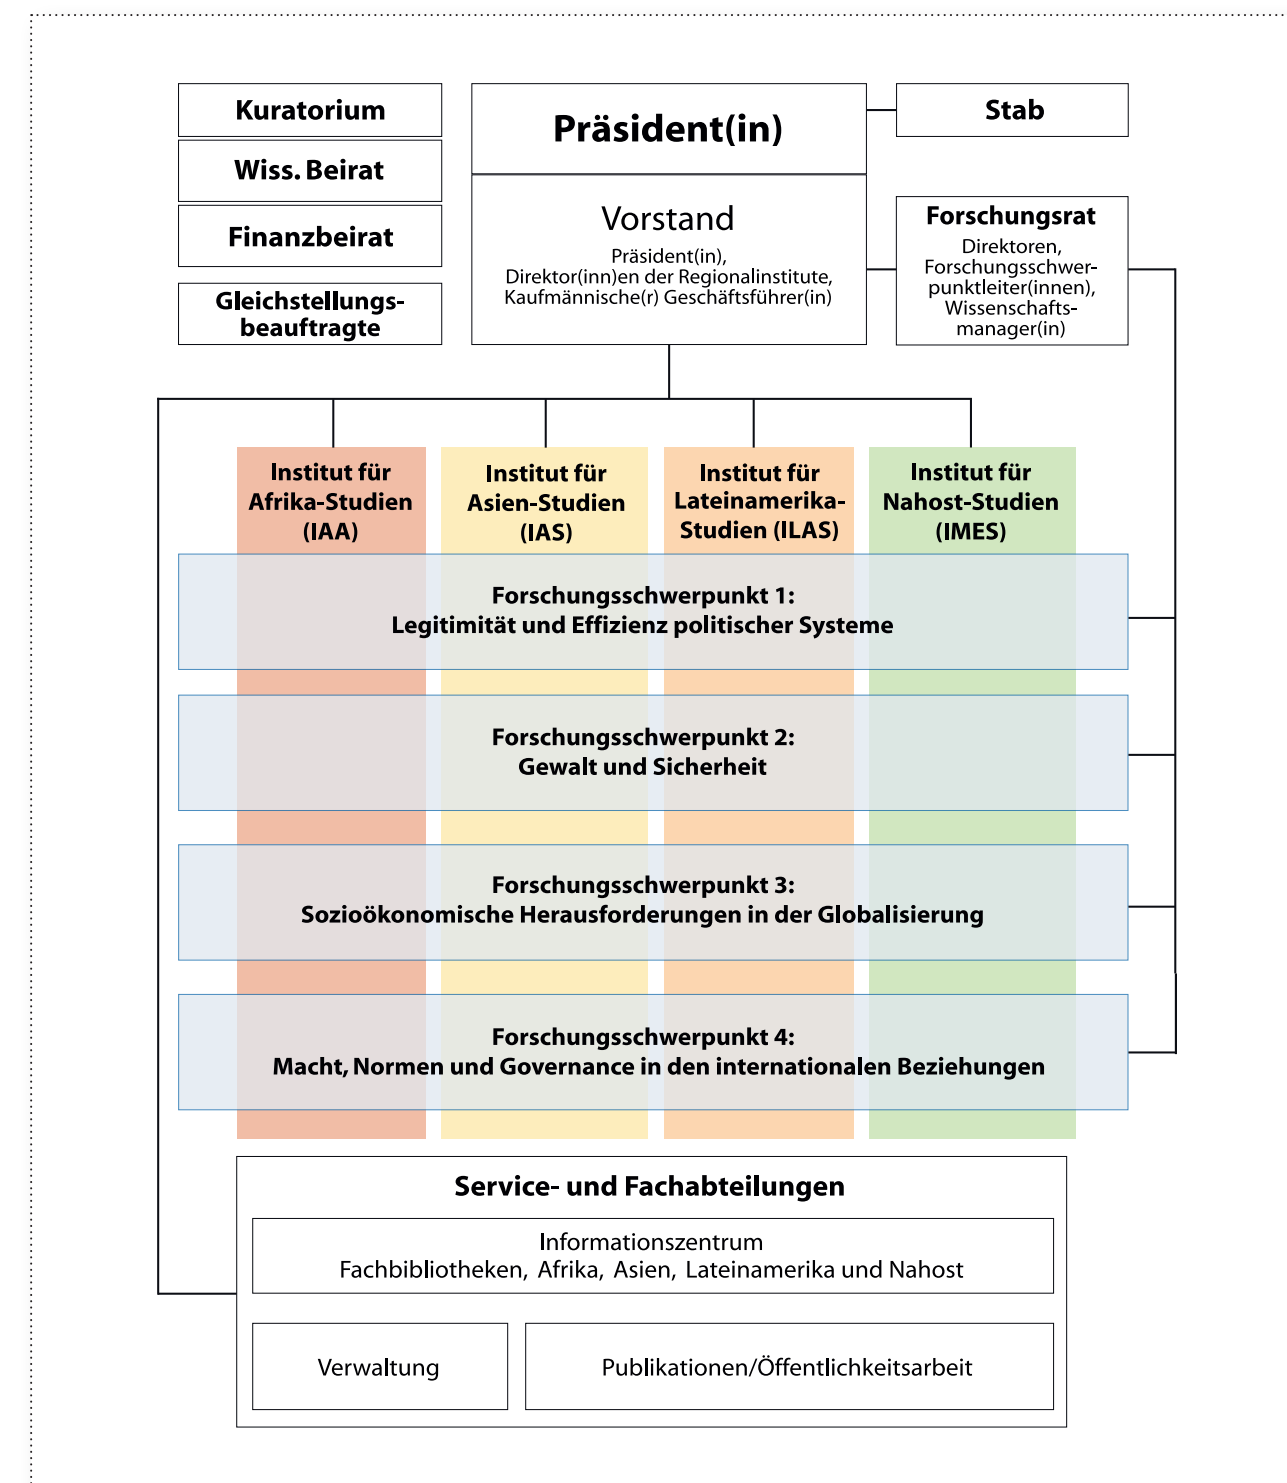 Kuratorium
Wiss. Beirat
Finanzbeirat
Gleichstellungs-
beauftragte
Präsident(in)
Vorstand
Präsident(in),
Direktor(inn)en der Regionalinstitute,
Kaufmännische(r) Geschäftsführer(in)
Stab
Forschungsrat
Direktoren,
Forschungsschwer-
punktleiter(innen),
Wissenschafts-
manager(in)
Institut für
Afrika-Studien
(IAA)
Institut für
Asien-Studien
(IAS)
Institut für
Lateinamerika-
Studien (ILAS)
Institut für
Nahost-Studien
(IMES)
Forschungsschwerpunkt 1:
Legitimität und Effizienz politischer Systeme
Forschungsschwerpunkt 2:
Gewalt und Sicherheit
Forschungsschwerpunkt 3:
Sozioökonomische Herausforderungen in der Globalisierung
Forschungsschwerpunkt 4:
Macht, Normen und Governance in den internationalen Beziehungen
Service- und Fachabteilungen
Informationszentrum
Fachbibliotheken, Afrika, Asien, Lateinamerika und Nahost
Verwaltung
Publikationen/Öffentlichkeitsarbeit